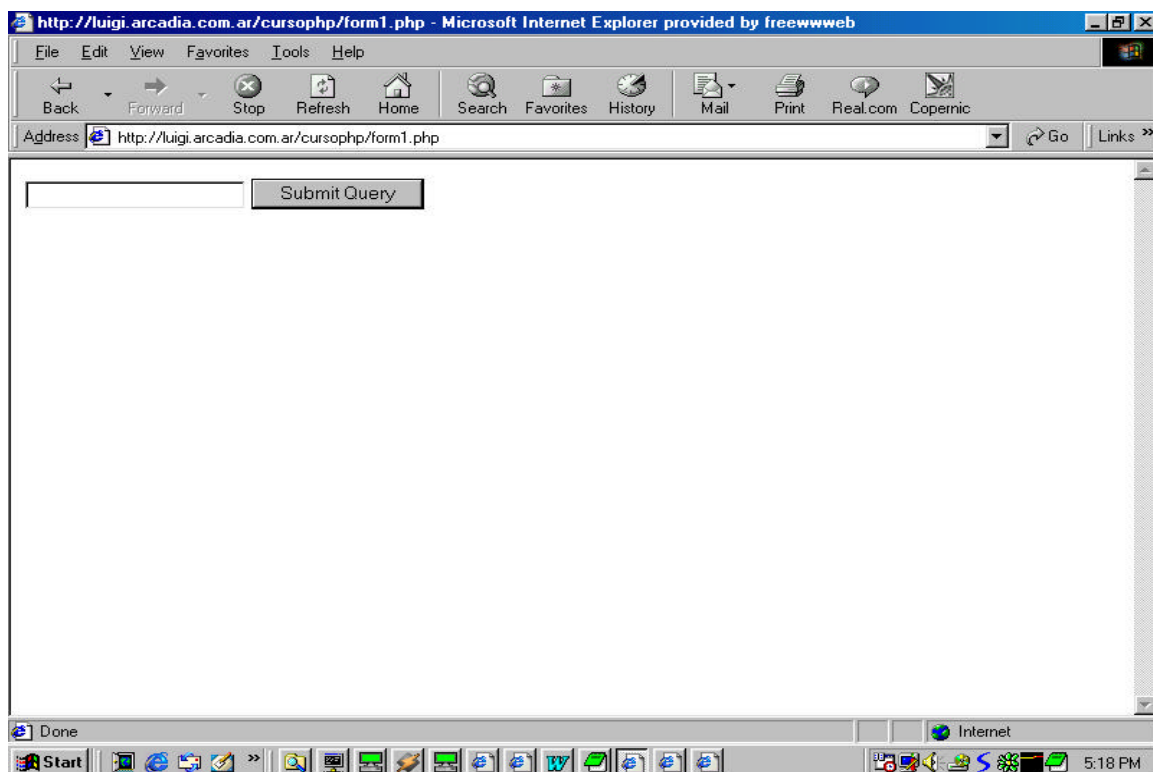 http://luigi.arcadia.com.ar/cursophp/form1.php - Microsoft Internet Explorer provided by freewwweb
File Edit View Favorites Tools Help
Back Forward Stop Refresh Home Search Favorites History Mail Print Real.com Copernic
Address http://luigi.arcadia.com.ar/cursophp/form1.php Go Links »
Submit Query
Done Internet
Start » 5:18 PM